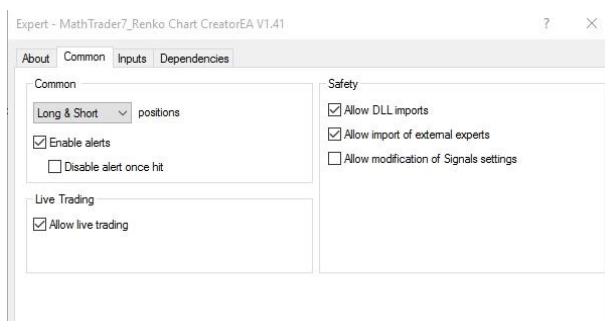 Expert - MathTrader7_Renko Chart CreatorEA V1.41 ? ×
About Common Inputs Dependencies
Common
Long & Short positions
Enable alerts
Disable alert once hit
Live Trading
Allow live trading
Safety
Allow DLL imports
Allow import of external experts
Allow modification of Signals settings